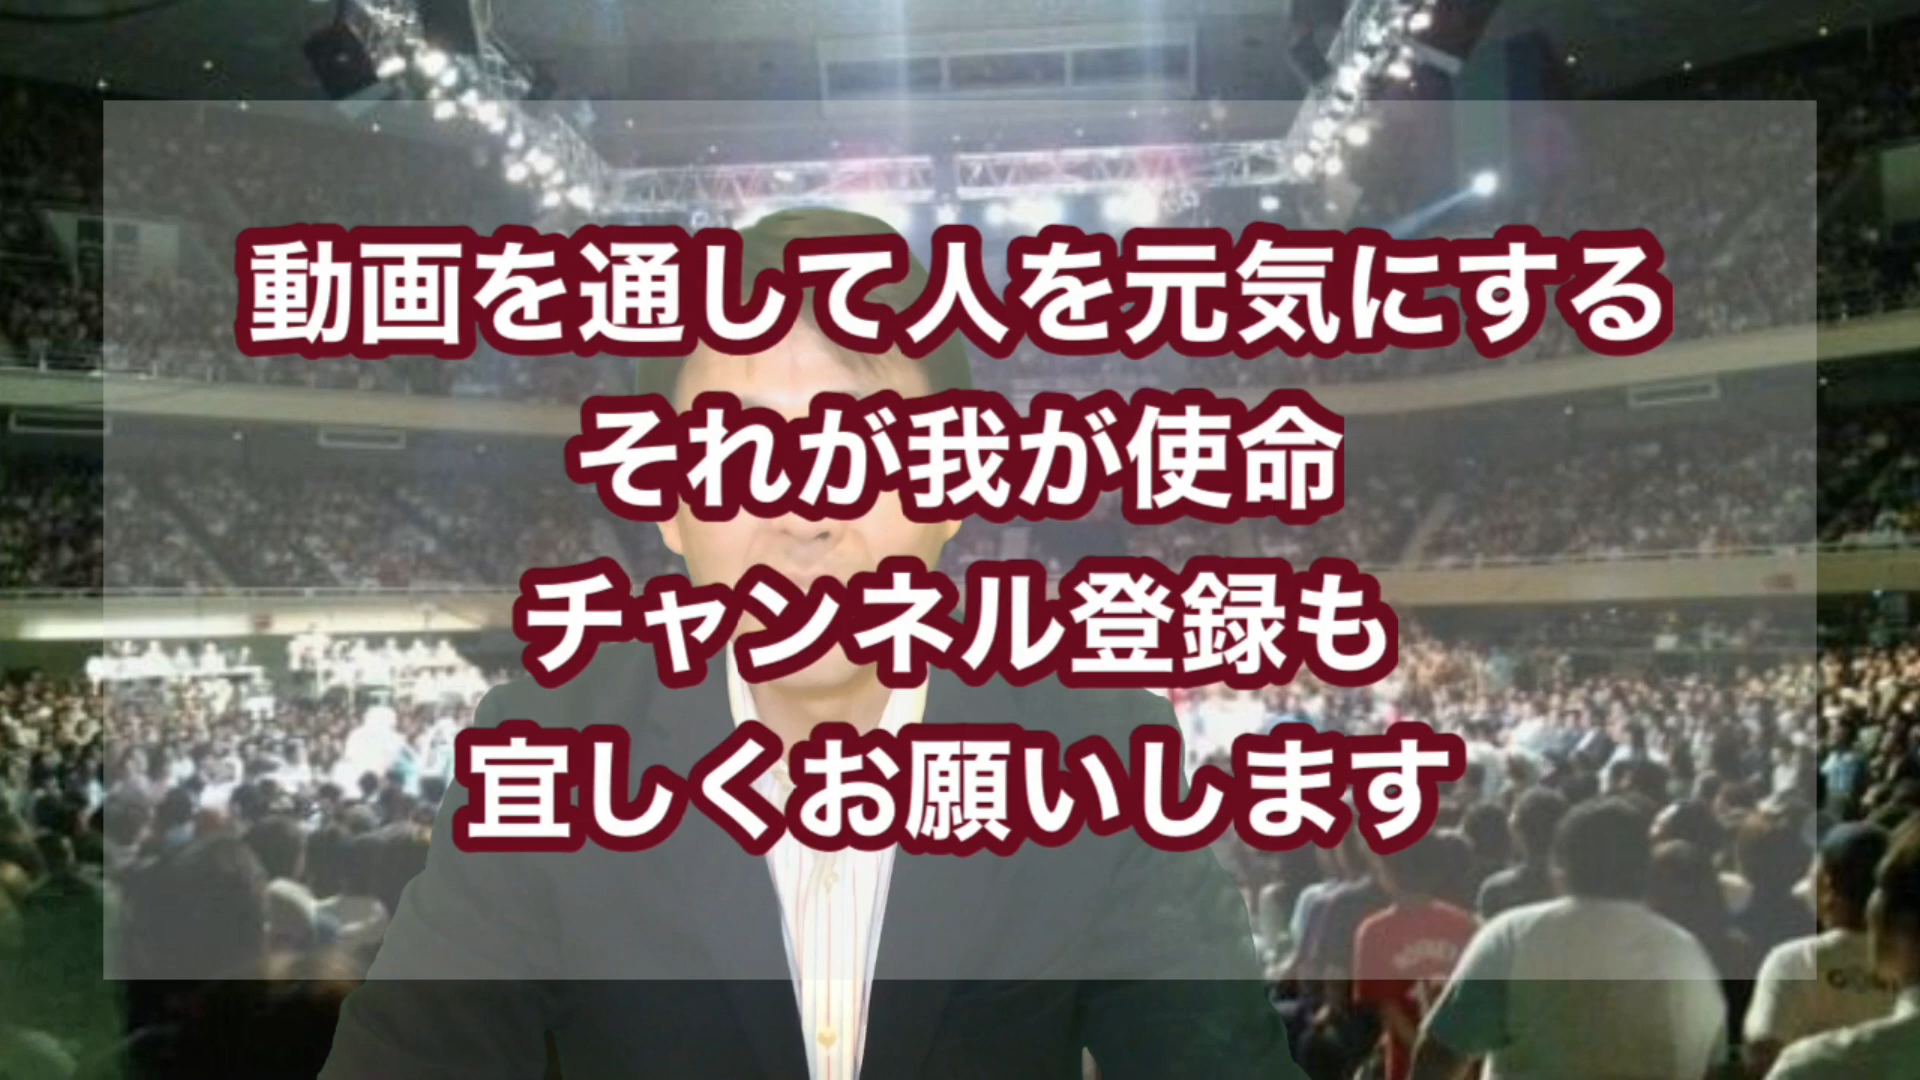 動画を通して人を元気にする
それが我が使命
チャンネル登録も
宜しくお願いします